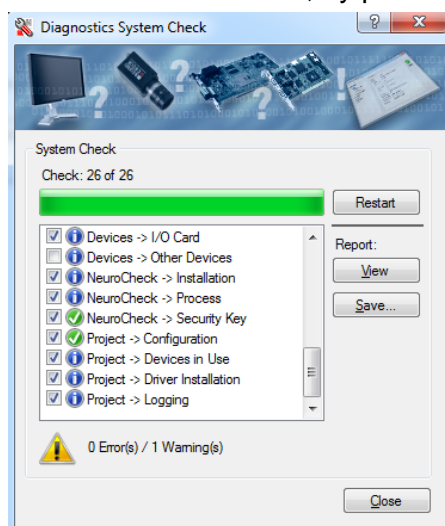 Diagnostics System Check
System Check
Check: 26 of 26
Restart
Devices -> I/O Card
Devices -> Other Devices
NeuroCheck -> Installation
NeuroCheck -> Process
NeuroCheck -> Security Key
Project -> Configuration
Project -> Devices in Use
Project -> Driver Installation
Project -> Logging
Report:
View
Save...
0 Error(s) / 1 Warning(s)
Close